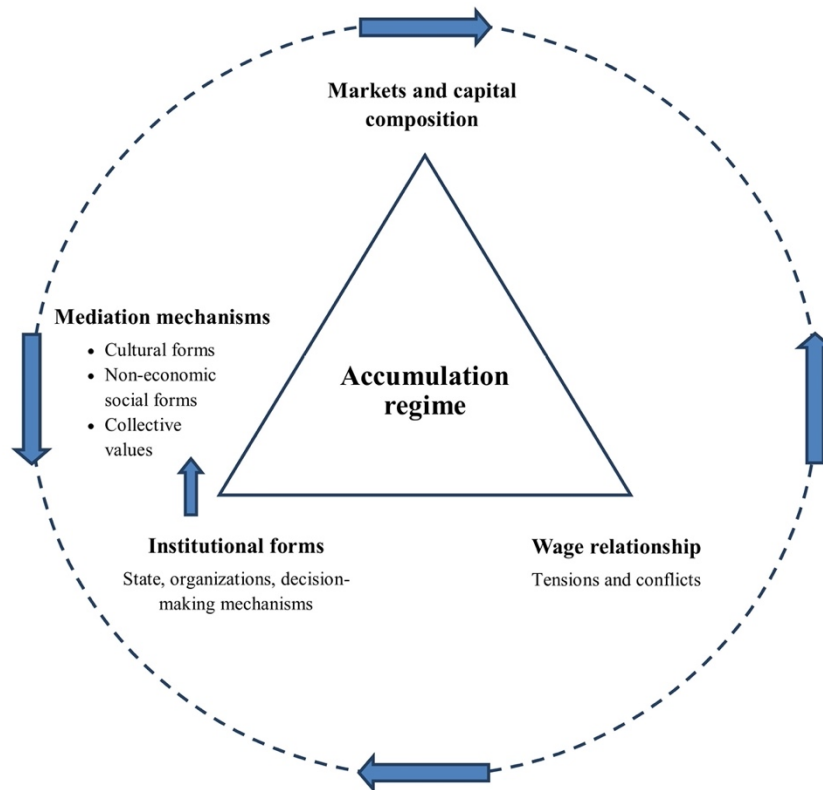 Markets and capital
composition
Mediation mechanisms
• Cultural forms
• Non-economic
social forms
• Collective
values
Accumulation
regime
Institutional forms
State, organizations, decision-
making mechanisms
Wage relationship
Tensions and conflicts